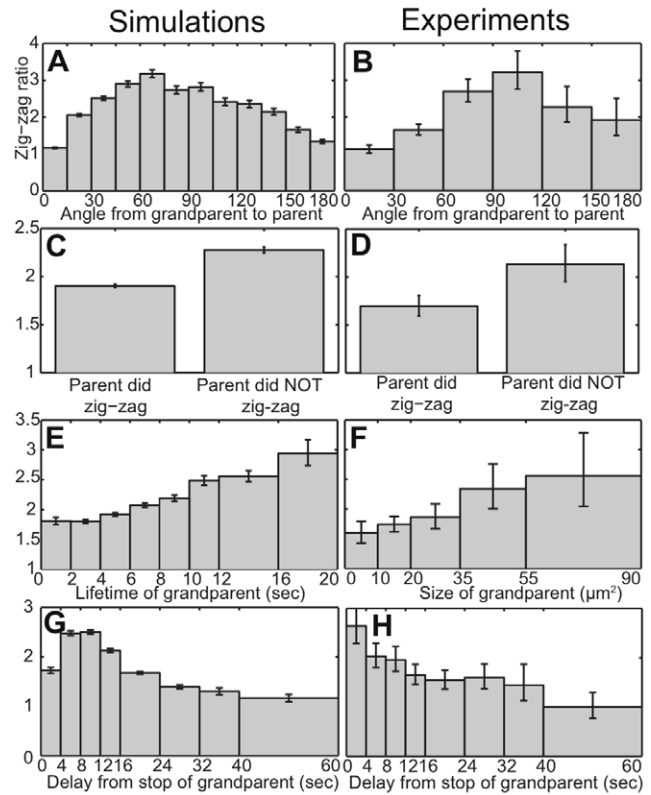 Simulations Experiments
A B
Zig−zag ratio
4
3
2
1
0
0 30 60 90 120 150 180
0 30 60 90 120 150 180
Angle from grandparent to parent
Angle from grandparent to parent
C D
2.5
2
1.5
1
Parent did zig−zag
Parent did NOT zig-zag
Parent did zig−zag
Parent did NOT zig-zag
E F
3.5
3
2.5
2
1.5
1
0 2 4 6 8 10 12 16 20
0 10 20 35 55 90
Lifetime of grandparent (sec)
Size of grandparent (μm²)
G H
3
2
1
0
0 4 8 12 16 24 32 40 60
0 4 8 12 16 24 32 40 60
Delay from stop of grandparent (sec)
Delay from stop of grandparent (sec)